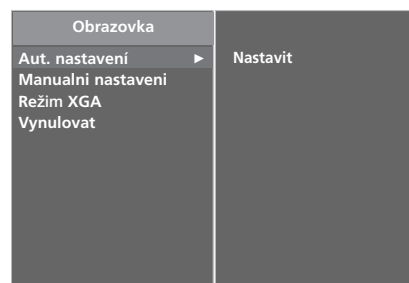 Obrazovka
Aut. nastavení ► Nastavit
Manualni nastaveni
Režim XGA
Vynulovat